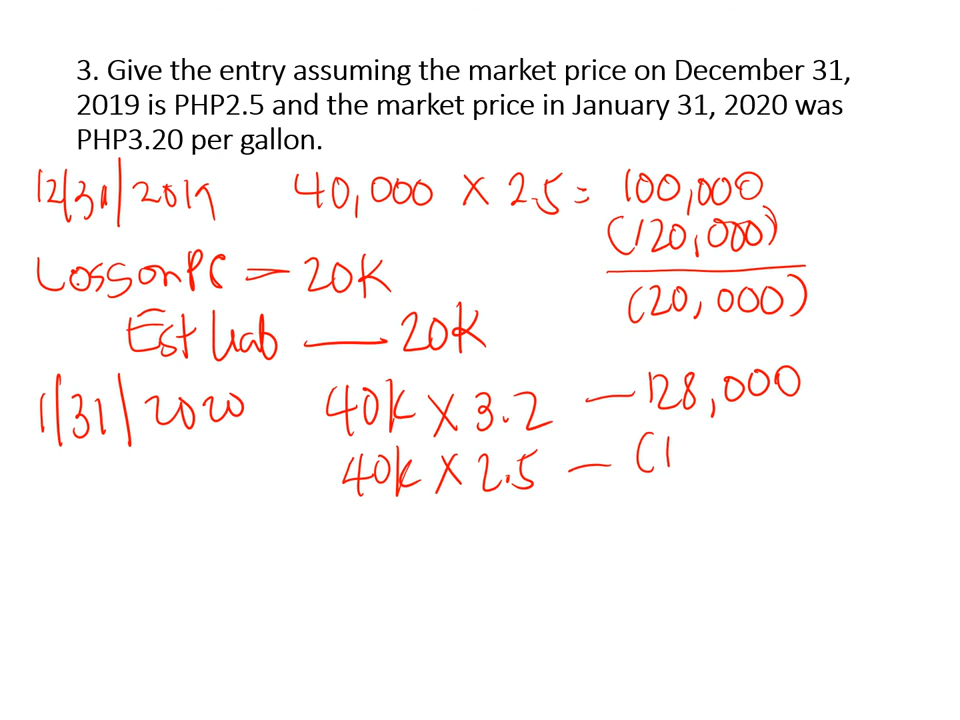 3. Give the entry assuming the market price on December 31,
2019 is PHP2.5 and the market price in January 31, 2020 was
PHP3.20 per gallon.
12/31/2019 40,000 X 2.5 = 100,000
(120,000)
Loss on PC — 20K
(20,000)
Est liab — 20K
1/31/2020 40K X 3.2 — 128,000
40K X 2.5 — (1